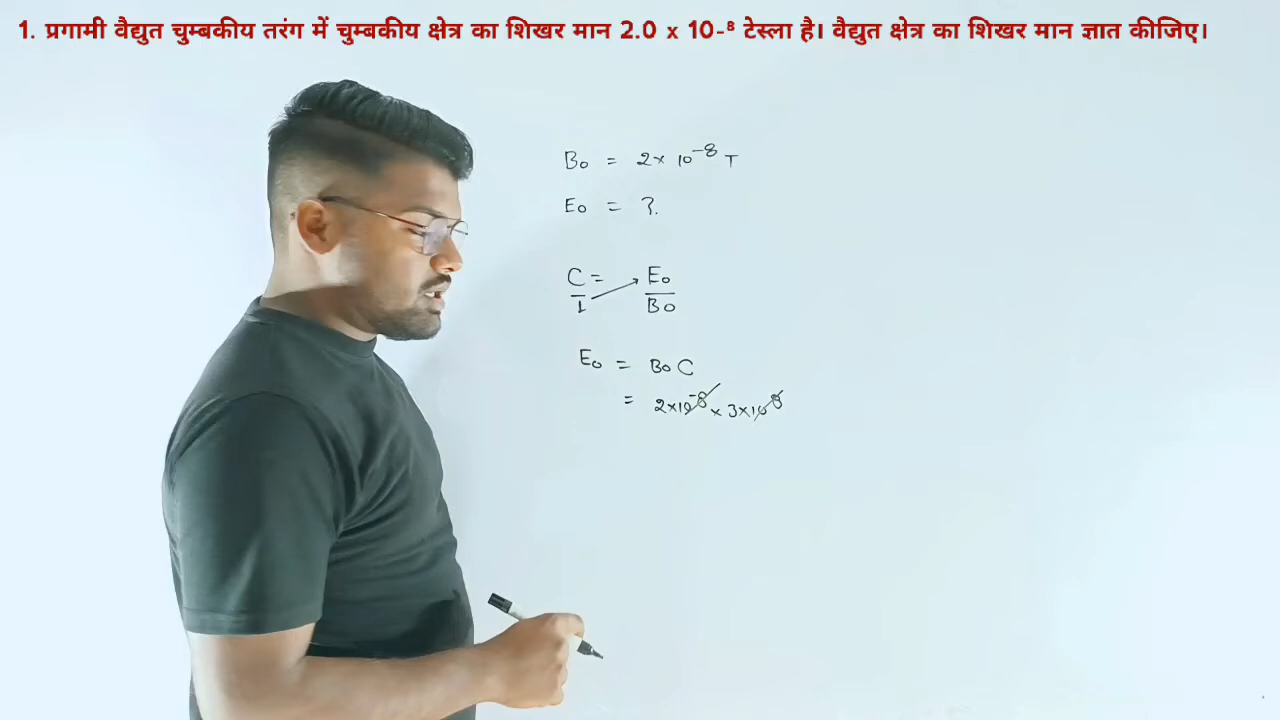 1. प्रगामी वैद्युत चुम्बकीय तरंग में चुम्बकीय क्षेत्र का शिखर मान 2.0 x 10-⁸ टेस्ला है। वैद्युत क्षेत्र का शिखर मान ज्ञात कीजिए।
B₀ = 2 × 10⁻⁸ T
E₀ = ?
C/1 = E₀/B₀
E₀ = B₀ C
= 2×10⁻⁸ × 3×10⁸